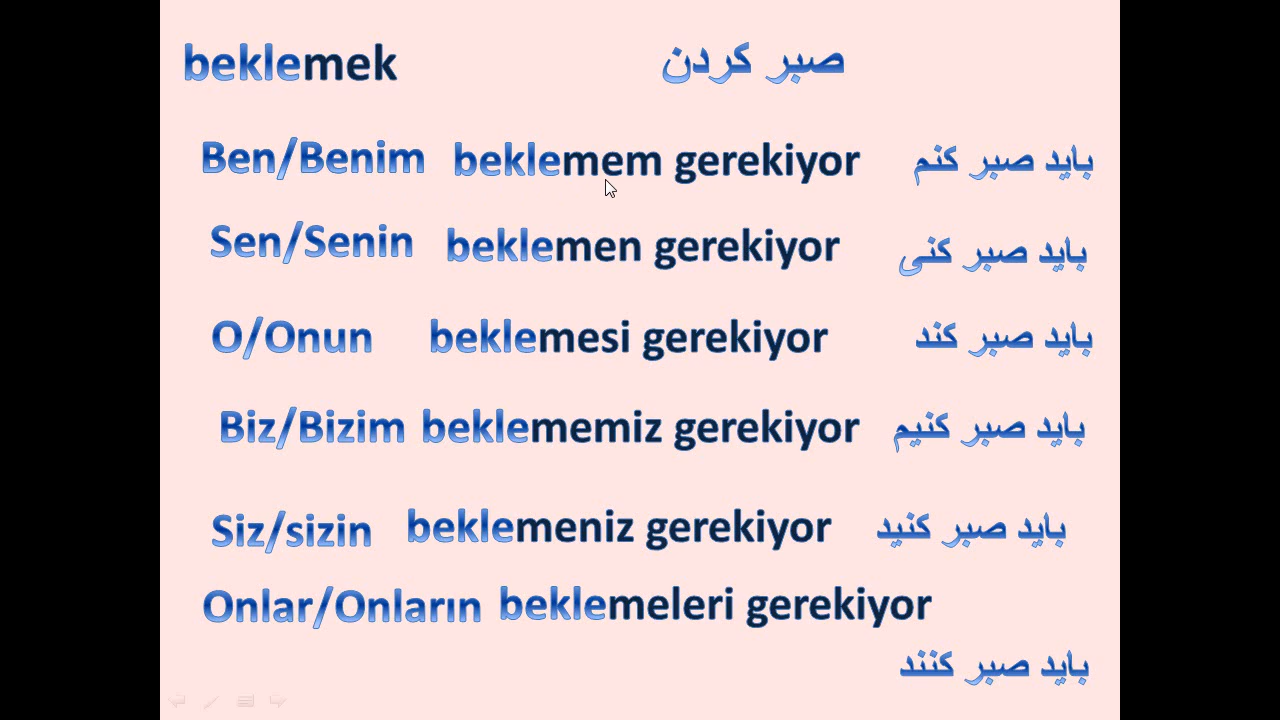 beklemek صبر کردن
Ben/Benim beklemem gerekiyor باید صبر کنم
Sen/Senin beklemen gerekiyor باید صبر کنی
O/Onun beklemesi gerekiyor باید صبر کند
Biz/Bizim beklememiz gerekiyor باید صبر کنیم
Siz/sizin beklemeniz gerekiyor باید صبر کنید
Onlar/Onların beklemeleri gerekiyor
باید صبر کنند